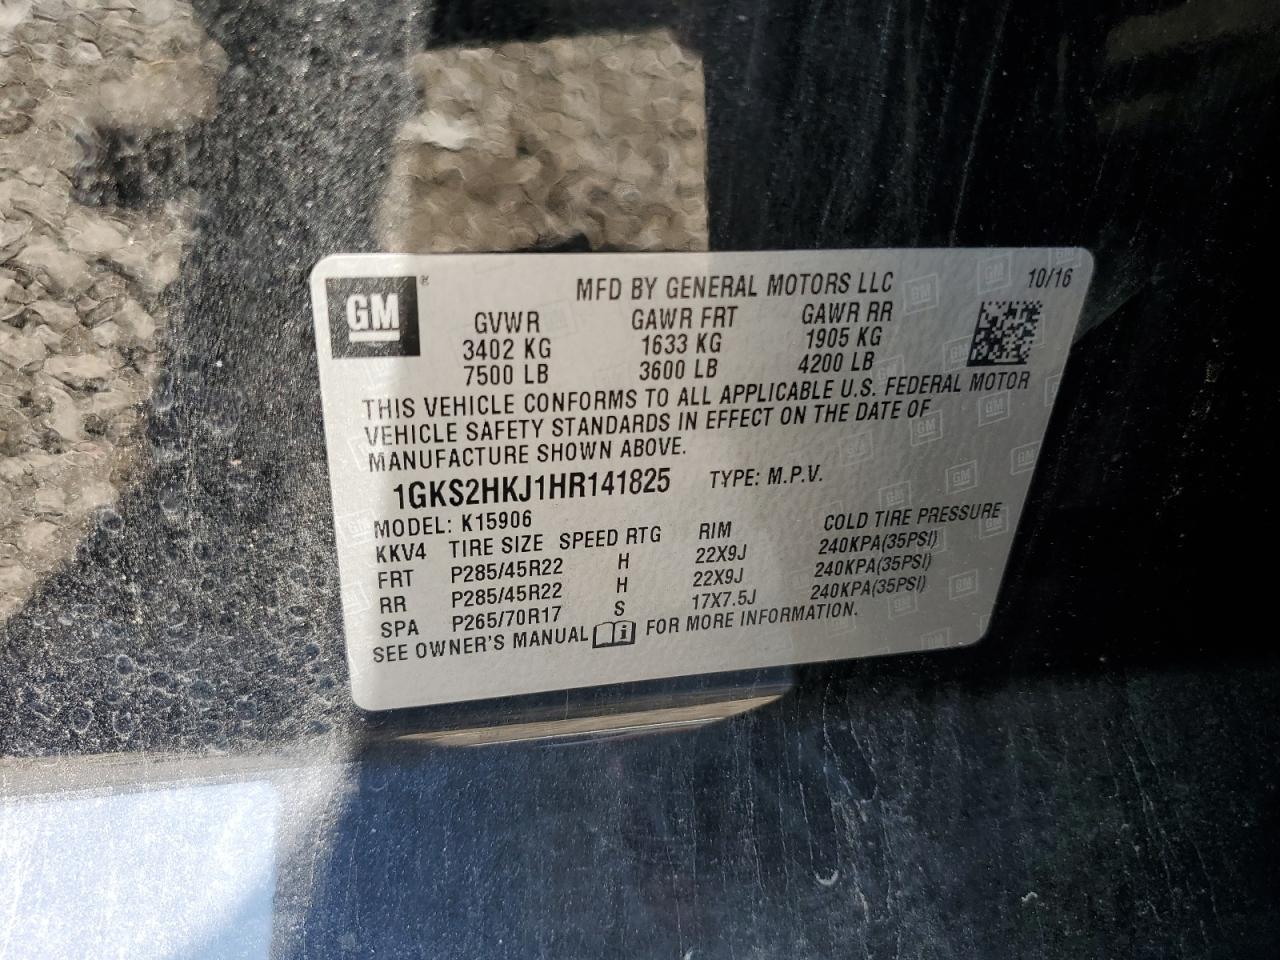 GM®
MFD BY GENERAL MOTORS LLC 10/16
GVWR GAWR FRT GAWR RR
3402 KG 1633 KG 1905 KG
7500 LB 3600 LB 4200 LB
THIS VEHICLE CONFORMS TO ALL APPLICABLE U.S. FEDERAL MOTOR
VEHICLE SAFETY STANDARDS IN EFFECT ON THE DATE OF
MANUFACTURE SHOWN ABOVE.
1GKS2HKJ1HR141825 TYPE: M.P.V.
MODEL: K15906
KKV4 TIRE SIZE SPEED RTG RIM COLD TIRE PRESSURE
FRT P285/45R22 H 22X9J 240KPA(35PSI)
RR P285/45R22 H 22X9J 240KPA(35PSI)
SPA P265/70R17 S 17X7.5J 240KPA(35PSI)
SEE OWNER'S MANUAL FOR MORE INFORMATION.